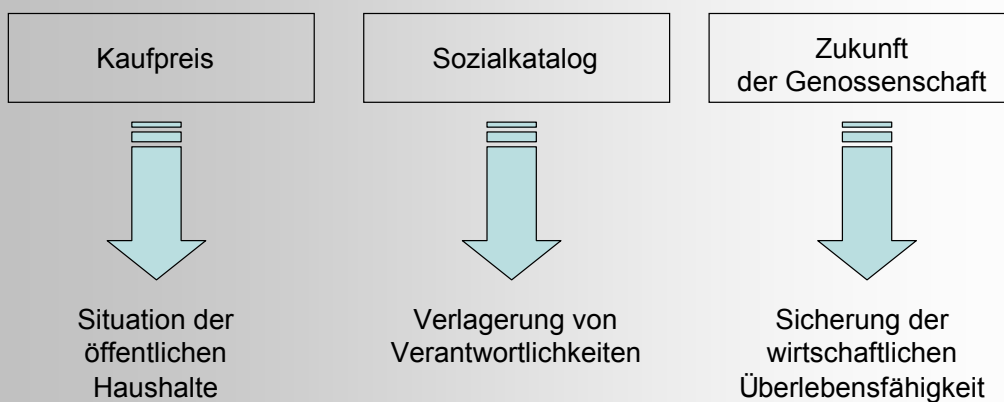 Kaufpreis
Sozialkatalog
Zukunft
der Genossenschaft
Situation der
öffentlichen
Haushalte
Verlagerung von
Verantwortlichkeiten
Sicherung der
wirtschaftlichen
Überlebensfähigkeit